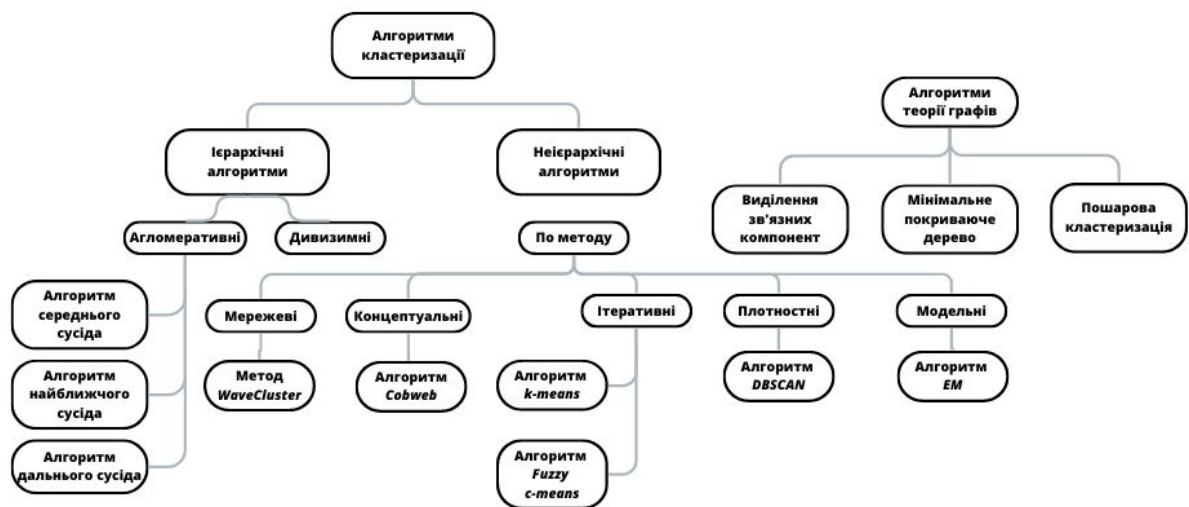 Алгоритми
кластеризації
Алгоритми
теорії графів
Ієрархічні
алгоритми
Неієрархічні
алгоритми
Виділення
зв'язних
компонент
Мінімальне
покриваюче
дерево
Пошарова
кластеризація
Агломеративні
Дивизимні
По методу
Алгоритм
середнього
сусіда
Мережеві
Концептуальні
Ітеративні
Плотностні
Модельні
Алгоритм
найближчого
сусіда
Метод
WaveCluster
Алгоритм
Cobweb
Алгоритм
k-means
Алгоритм
DBSCAN
Алгоритм
EM
Алгоритм
дальнього сусіда
Алгоритм
Fuzzy
c-means